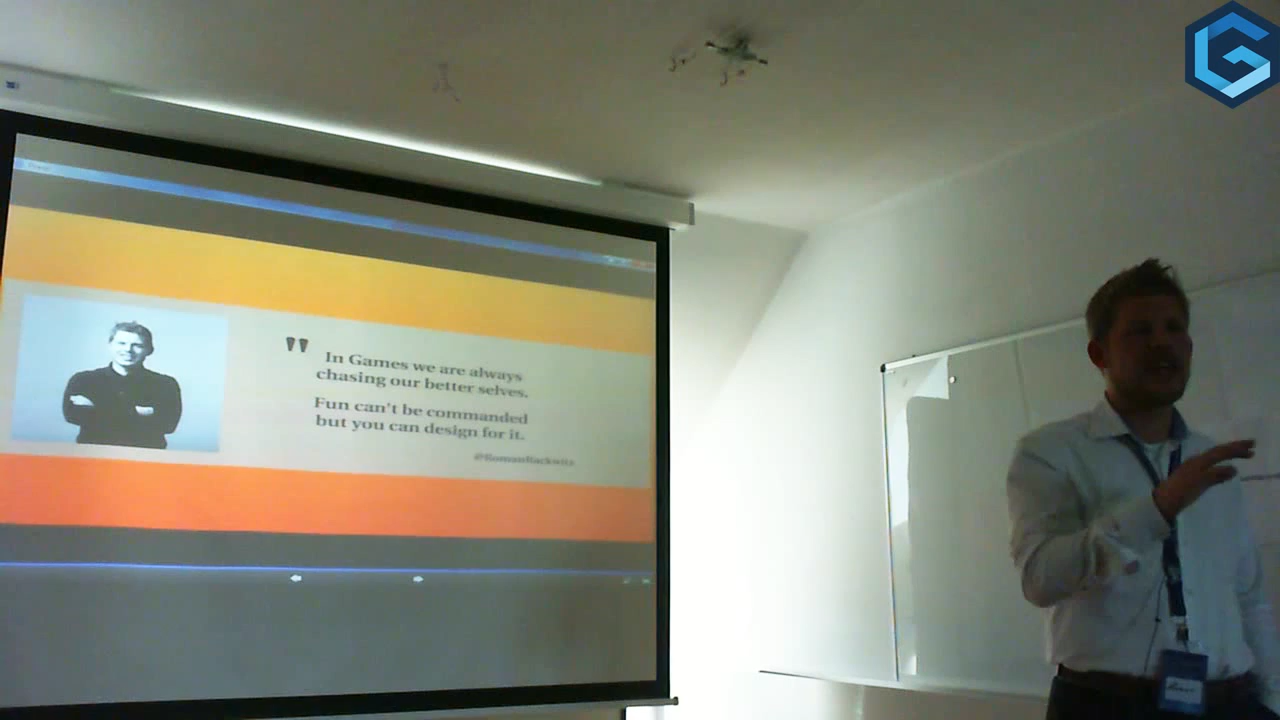 " In Games we are always
chasing our better selves.
Fun can't be commanded
but you can design for it.
@RomanRackwitz